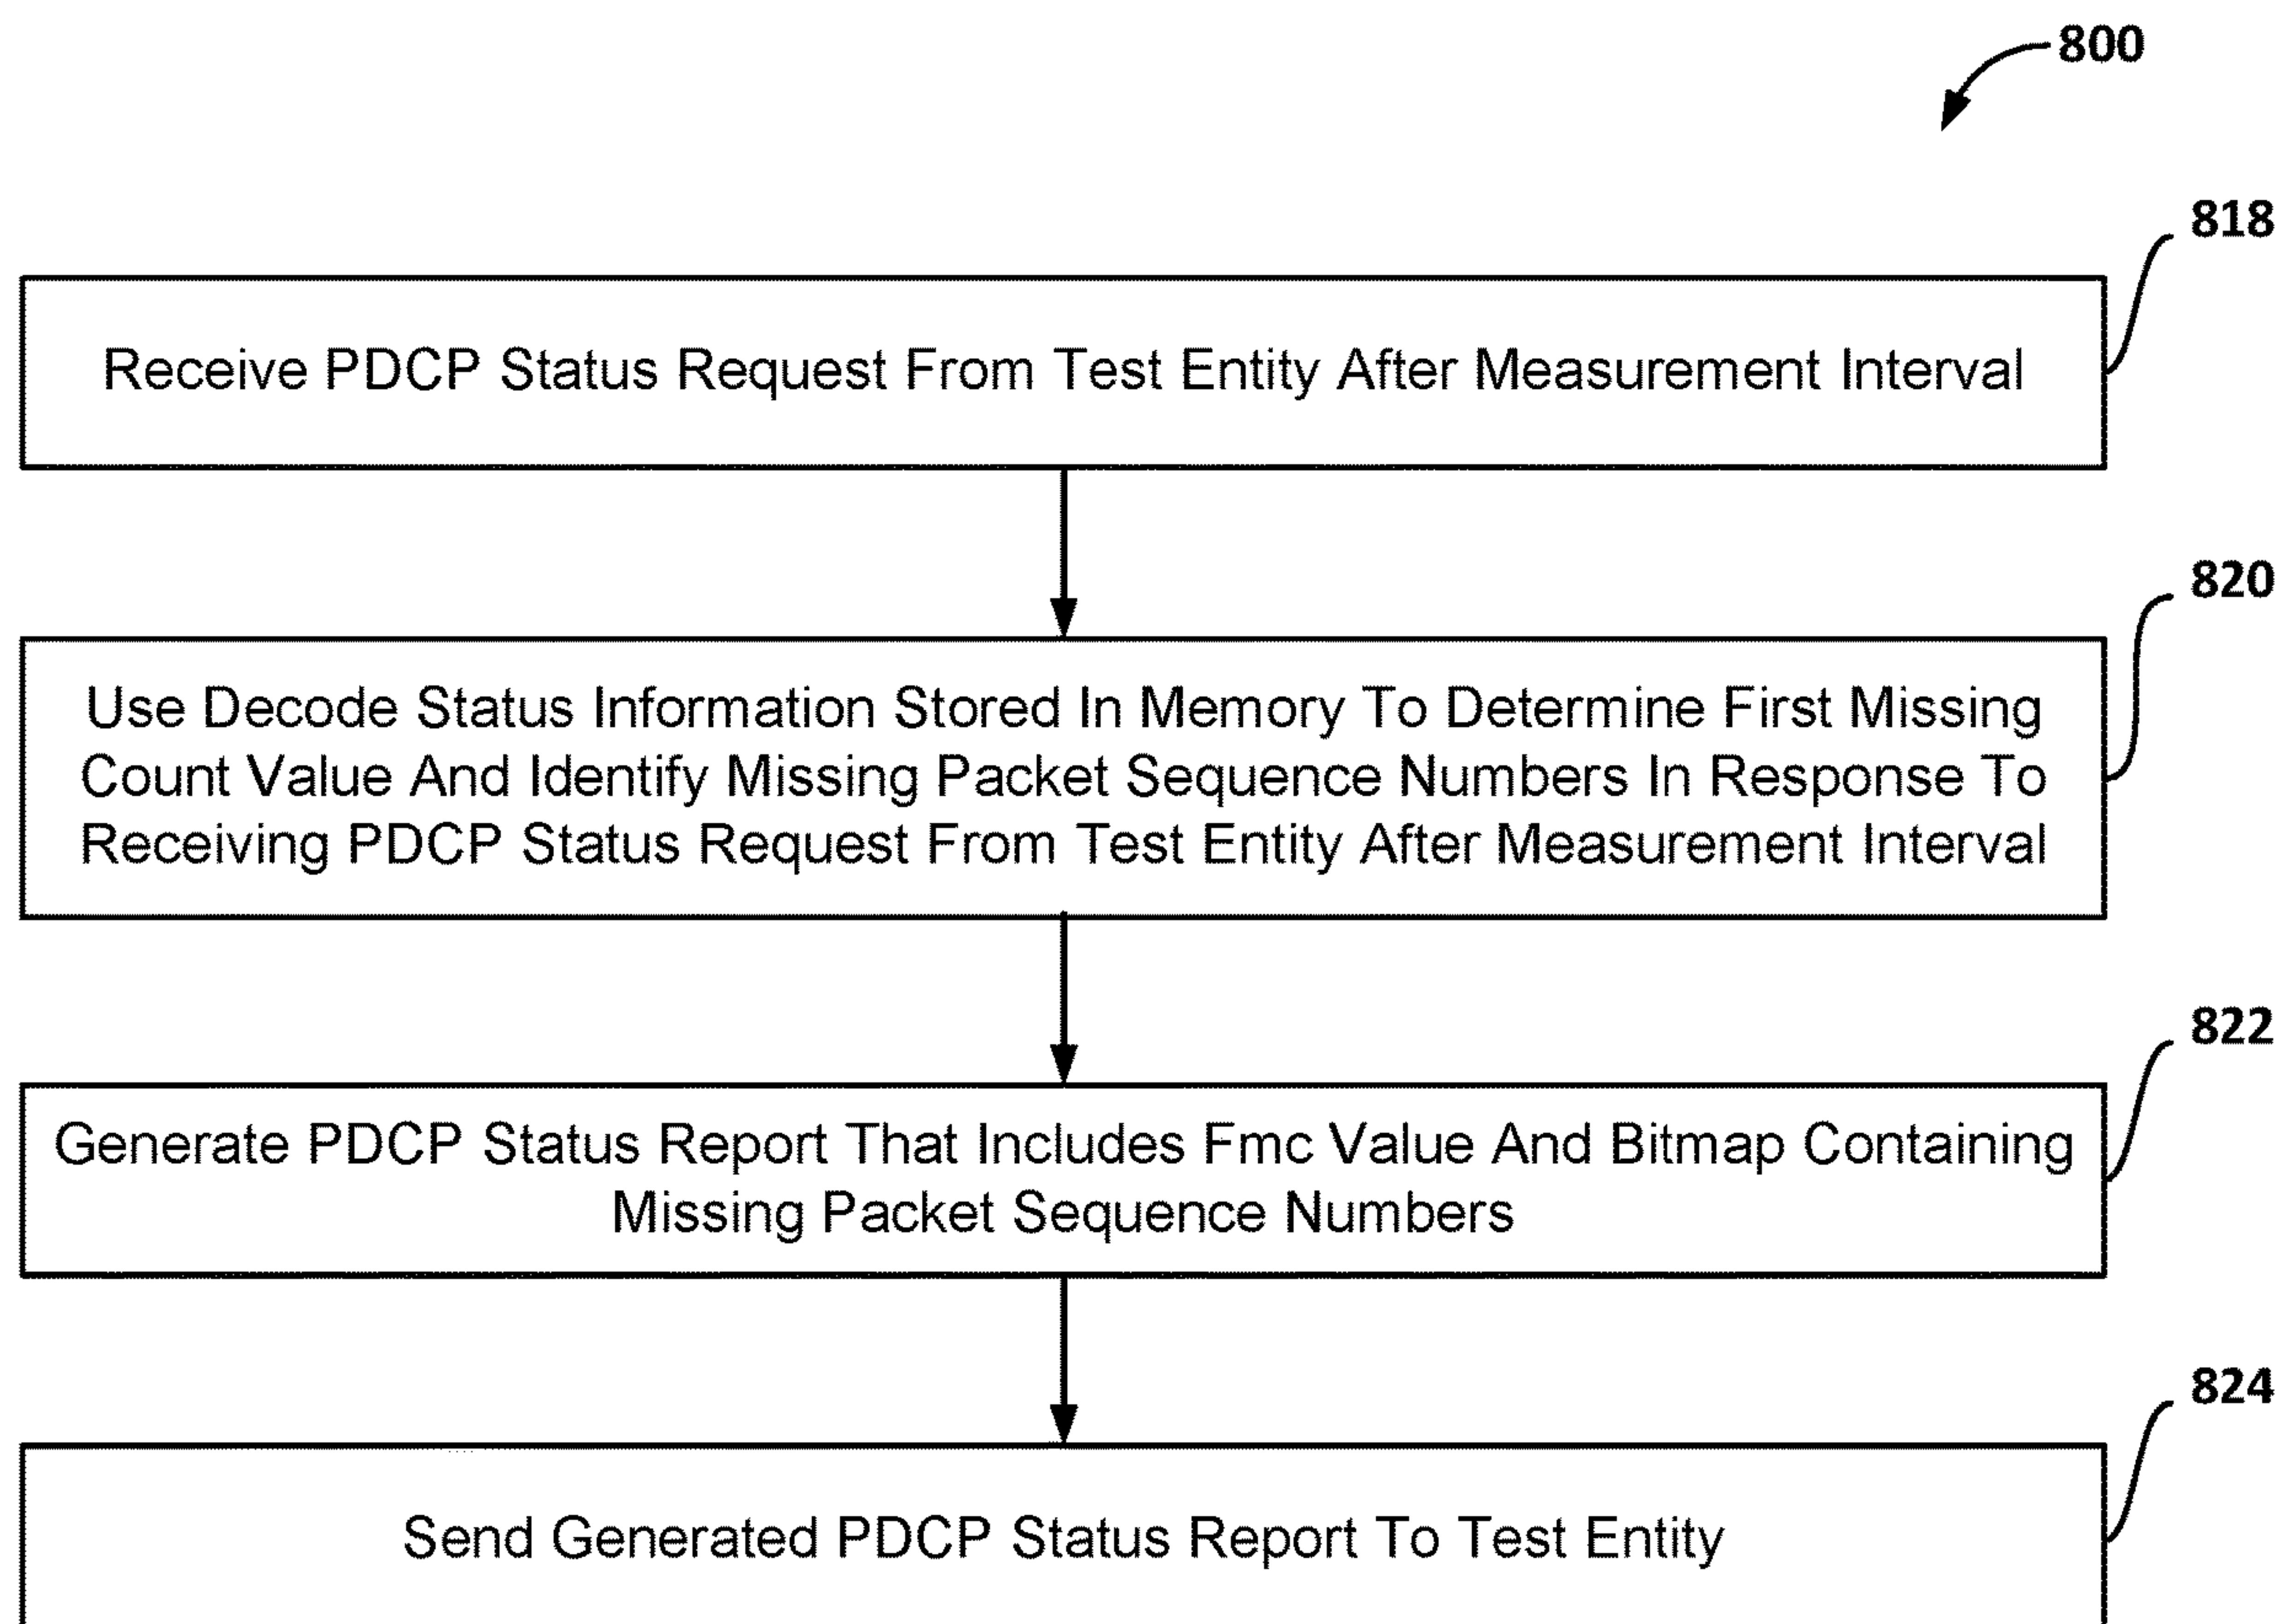 800
818
Receive PDCP Status Request From Test Entity After Measurement Interval
820
Use Decode Status Information Stored In Memory To Determine First Missing
Count Value And Identify Missing Packet Sequence Numbers In Response To
Receiving PDCP Status Request From Test Entity After Measurement Interval
822
Generate PDCP Status Report That Includes Fmc Value And Bitmap Containing
Missing Packet Sequence Numbers
824
Send Generated PDCP Status Report To Test Entity